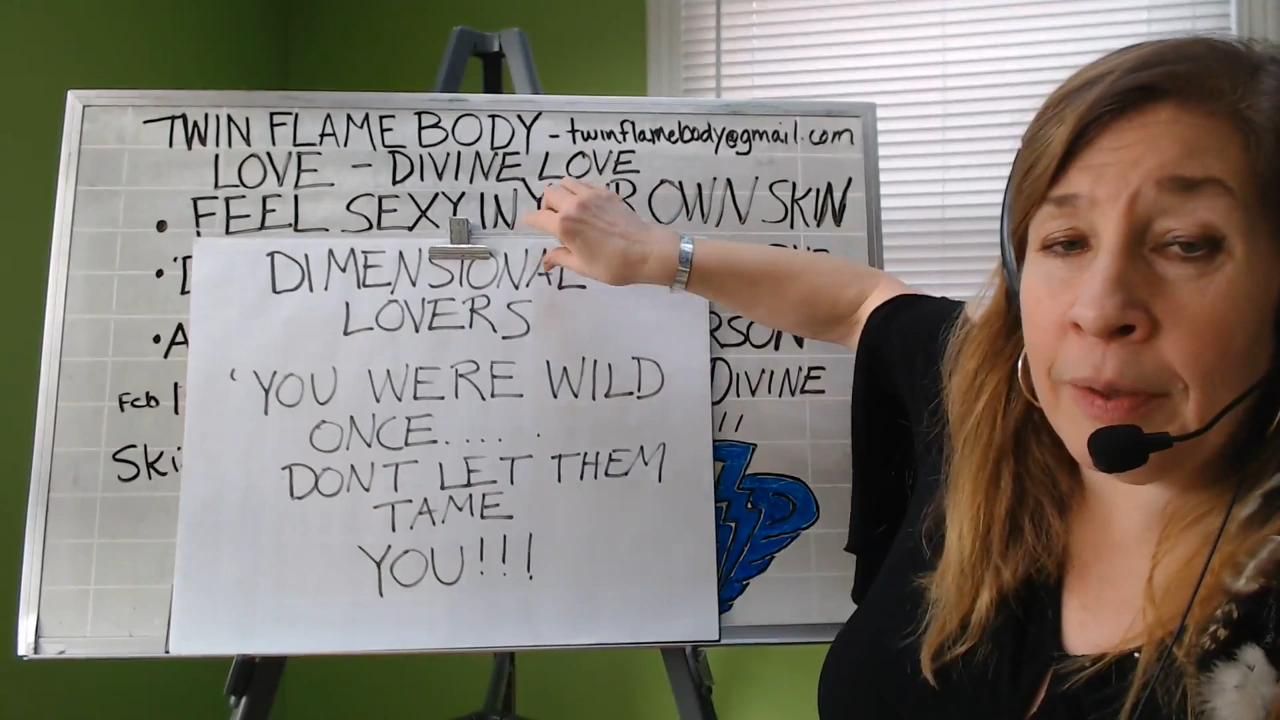 TWIN FLAME BODY - twinflamebody@gmail.com
LOVE - DIVINE LOVE
• FEEL SEXY IN OWN SKIN
DIMENSIONAL
LOVERS
'YOU WERE WILD
ONCE.....
DONT LET THEM
TAME
YOU!!!
Feb
DIVINE
!!